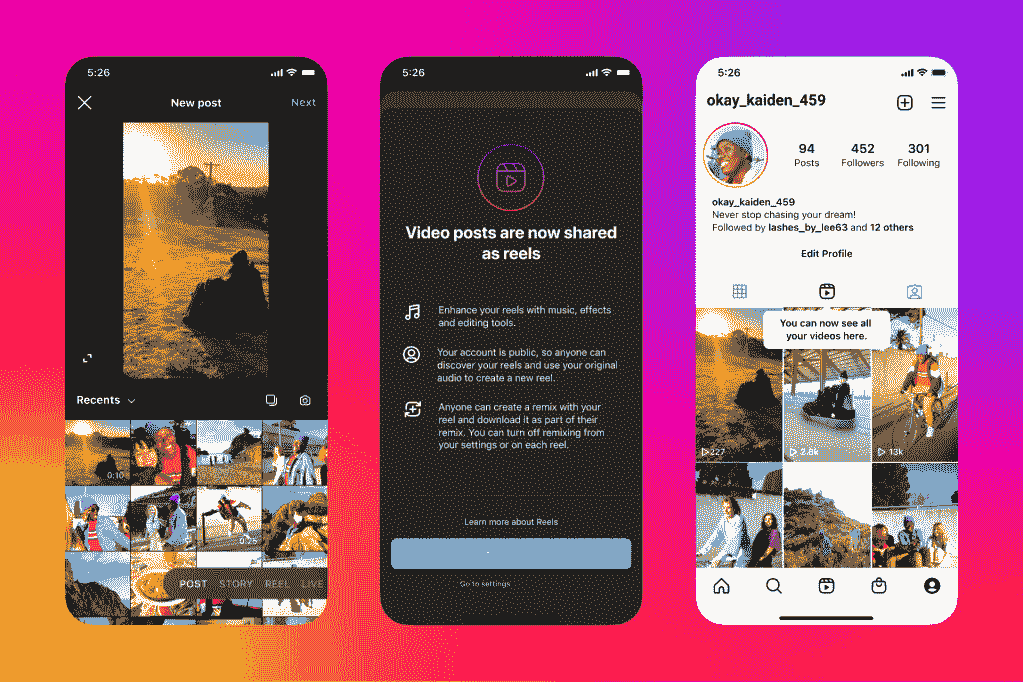 5:26
New post
Next
Recents
0:10
POST STORY REEL LIVE
5:26
Video posts are now shared
as reels
Enhance your reels with music, effects
and editing tools.
Your account is public, so anyone can
discover your reels and use your original
audio to create a new reel.
Anyone can create a remix with your
reel and download it as part of their
remix. You can turn off remixing from
your settings or on each reel.
Learn more about Reels
Go to settings
5:26
okay_kaiden_459
94 452 301
Posts Followers Following
okay_kaiden_459
Never stop chasing your dream!
Followed by lashes_by_lee63 and 12 others
Edit Profile
You can now see all
your videos here.
227 2.8k 13k